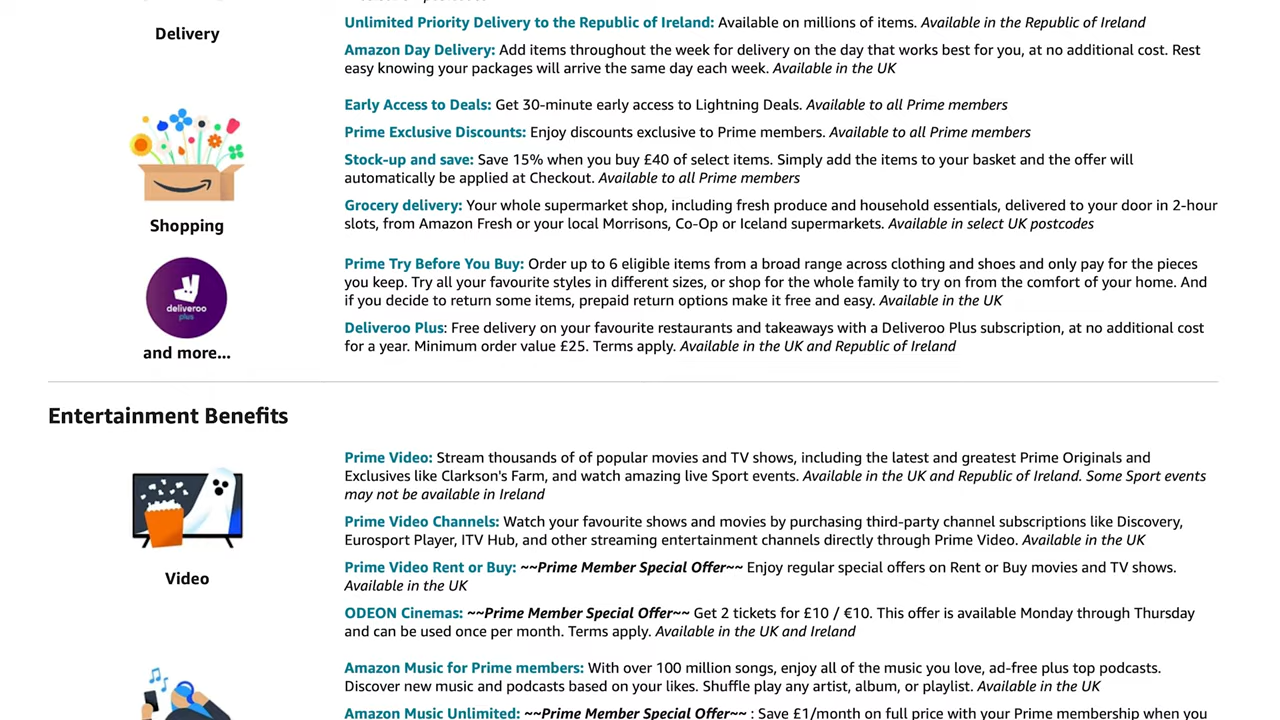 Delivery
Unlimited Priority Delivery to the Republic of Ireland: Available on millions of items. Available in the Republic of Ireland
Amazon Day Delivery: Add items throughout the week for delivery on the day that works best for you, at no additional cost. Rest
easy knowing your packages will arrive the same day each week. Available in the UK
Shopping
Early Access to Deals: Get 30-minute early access to Lightning Deals. Available to all Prime members
Prime Exclusive Discounts: Enjoy discounts exclusive to Prime members. Available to all Prime members
Stock-up and save: Save 15% when you buy £40 of select items. Simply add the items to your basket and the offer will
automatically be applied at Checkout. Available to all Prime members
Grocery delivery: Your whole supermarket shop, including fresh produce and household essentials, delivered to your door in 2-hour
slots, from Amazon Fresh or your local Morrisons, Co-Op or Iceland supermarkets. Available in select UK postcodes
deliveroo
plus
and more...
Prime Try Before You Buy: Order up to 6 eligible items from a broad range across clothing and shoes and only pay for the pieces
you keep. Try all your favourite styles in different sizes, or shop for the whole family to try on from the comfort of your home. And
if you decide to return some items, prepaid return options make it free and easy. Available in the UK
Deliveroo Plus: Free delivery on your favourite restaurants and takeaways with a Deliveroo Plus subscription, at no additional cost
for a year. Minimum order value £25. Terms apply. Available in the UK and Republic of Ireland
Entertainment Benefits
Video
Prime Video: Stream thousands of of popular movies and TV shows, including the latest and greatest Prime Originals and
Exclusives like Clarkson's Farm, and watch amazing live Sport events. Available in the UK and Republic of Ireland. Some Sport events
may not be available in Ireland
Prime Video Channels: Watch your favourite shows and movies by purchasing third-party channel subscriptions like Discovery,
Eurosport Player, ITV Hub, and other streaming entertainment channels directly through Prime Video. Available in the UK
Prime Video Rent or Buy: ~~Prime Member Special Offer~~ Enjoy regular special offers on Rent or Buy movies and TV shows.
Available in the UK
ODEON Cinemas: ~~Prime Member Special Offer~~ Get 2 tickets for £10 / €10. This offer is available Monday through Thursday
and can be used once per month. Terms apply. Available in the UK and Ireland
Amazon Music for Prime members: With over 100 million songs, enjoy all of the music you love, ad-free plus top podcasts.
Discover new music and podcasts based on your likes. Shuffle play any artist, album, or playlist. Available in the UK
Amazon Music Unlimited: ~~Prime Member Special Offer~~ : Save £1/month on full price with your Prime membership when you